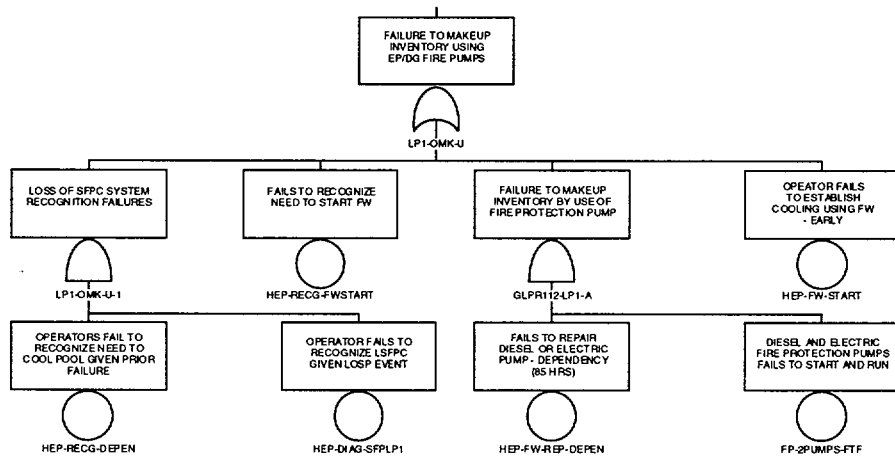 FAILURE TO MAKEUP
INVENTORY USING
EP/DG FIRE PUMPS
LP1-OMK-U
LOSS OF SFPC SYSTEM
RECOGNITION FAILURES
LP1-OMK-U-1
FAILS TO RECOGNIZE
NEED TO START FW
HEP-RECG-FWSTART
FAILURE TO MAKEUP
INVENTORY BY USE OF
FIRE PROTECTION PUMP
GLPR112-LP1-A
OPEATOR FAILS
TO ESTABLISH
COOLING USING FW
- EARLY
HEP-FW-START
OPERATORS FAIL TO
RECOGNIZE NEED TO
COOL POOL GIVEN PRIOR
FAILURE
HEP-RECG-DEPEN
OPERATOR FAILS TO
RECOGNIZE LSFPC
GIVEN LOSP EVENT
HEP-DIAG-SFPLP1
FAILS TO REPAIR
DIESEL OR ELECTRIC
PUMP - DEPENDENCY
(85 HRS)
HEP-FW-REP-DEPEN
DIESEL AND ELECTRIC
FIRE PROTECTION PUMPS
FAILS TO START AND RUN
FP-2PUMPS-FTF